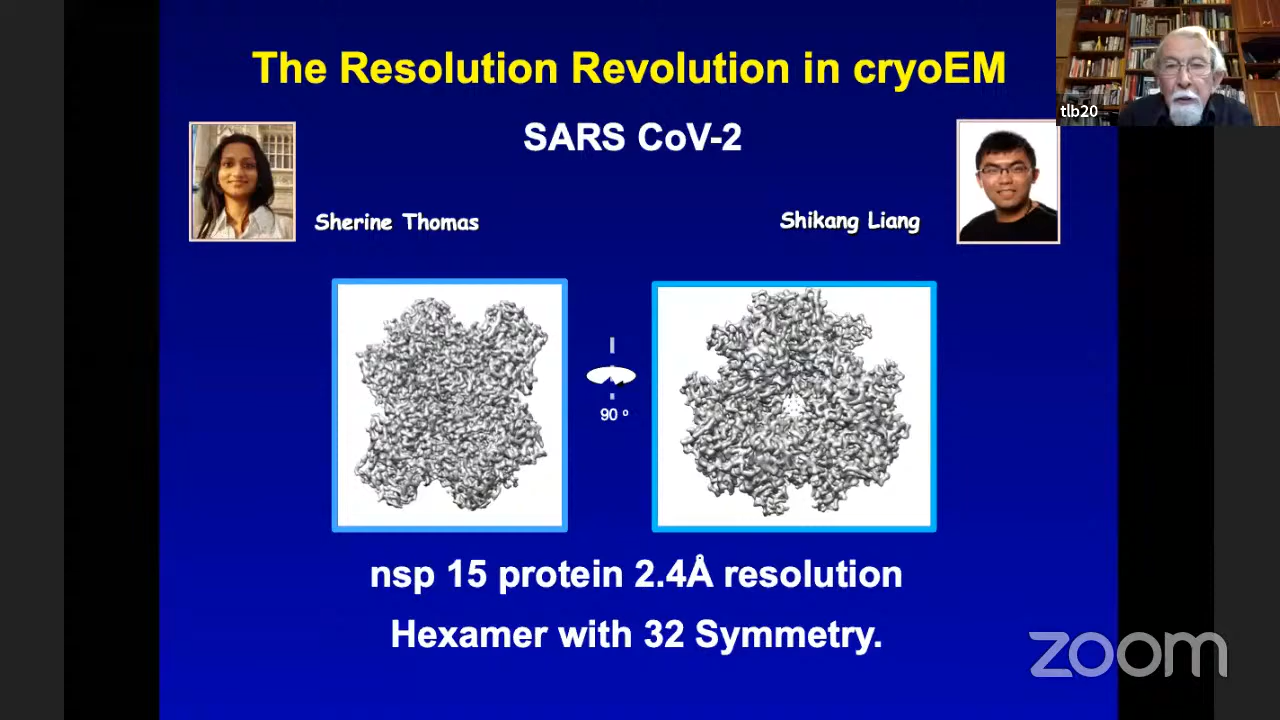 The Resolution Revolution in cryoEM
tlb20
SARS CoV-2
Sherine Thomas
Shikang Liang
90 º
nsp 15 protein 2.4Å resolution
Hexamer with 32 Symmetry.
zoom